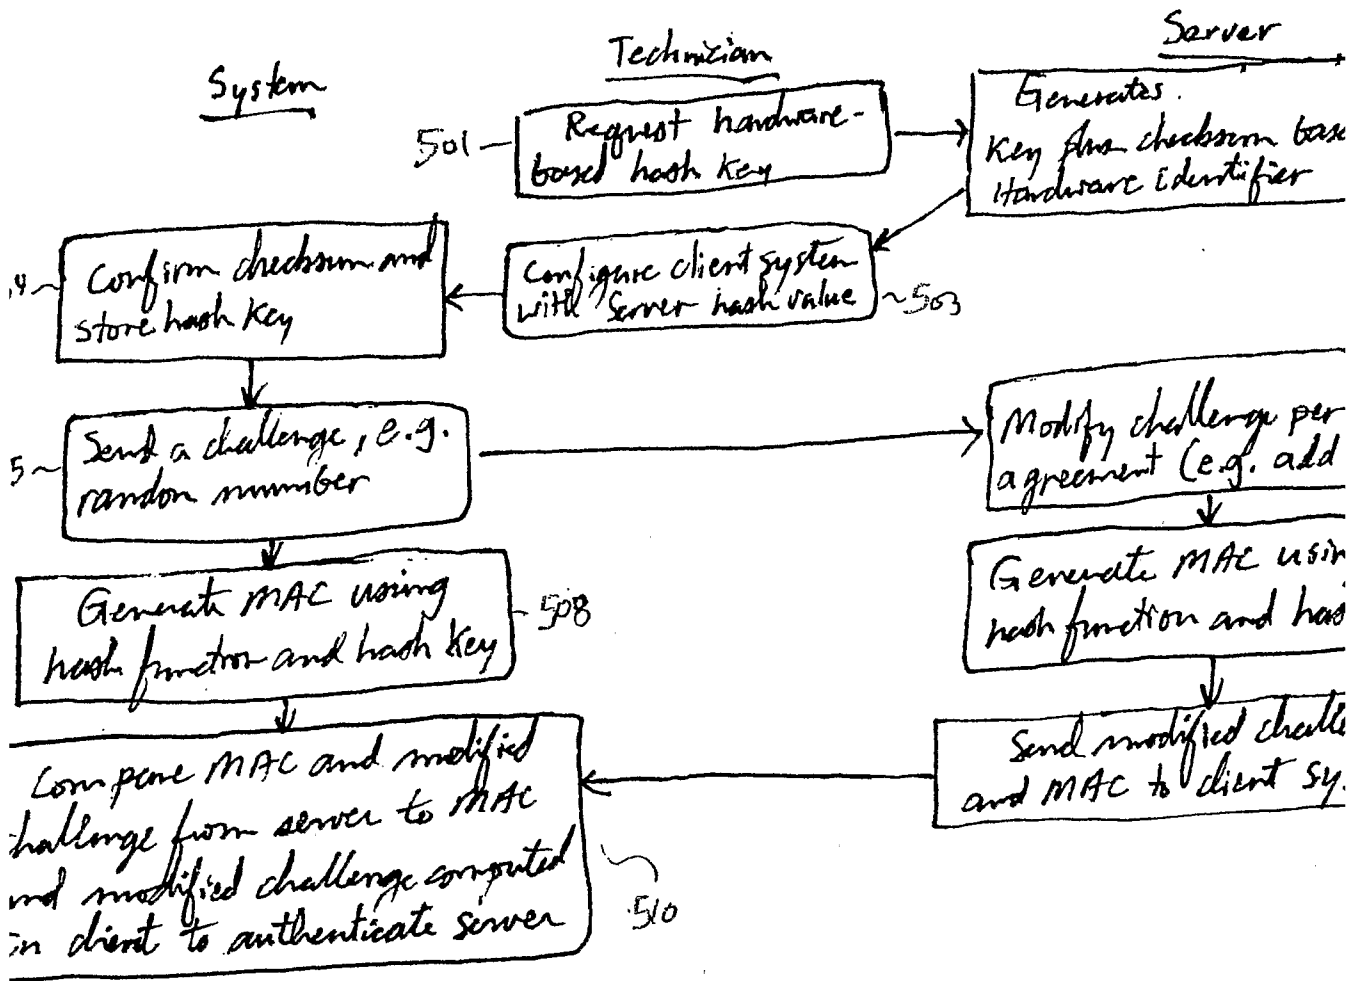 System
Technician
Server
501
Request hardware-
based hash key
Generates
Key plus checksum base
Hardware identifier
Configure client system
with server hash value
503
4
Confirm checksum and
store hash key
5
Send a challenge, e.g.
random number
Modify challenge per
agreement (e.g. add
Generate MAC using
hash function and hash key
508
Generate MAC usin
hash function and has
Send modified challe
and MAC to client sy
Compare MAC and modified
hallenge from server to MAC
and modified challenge computed
in client to authenticate server
510